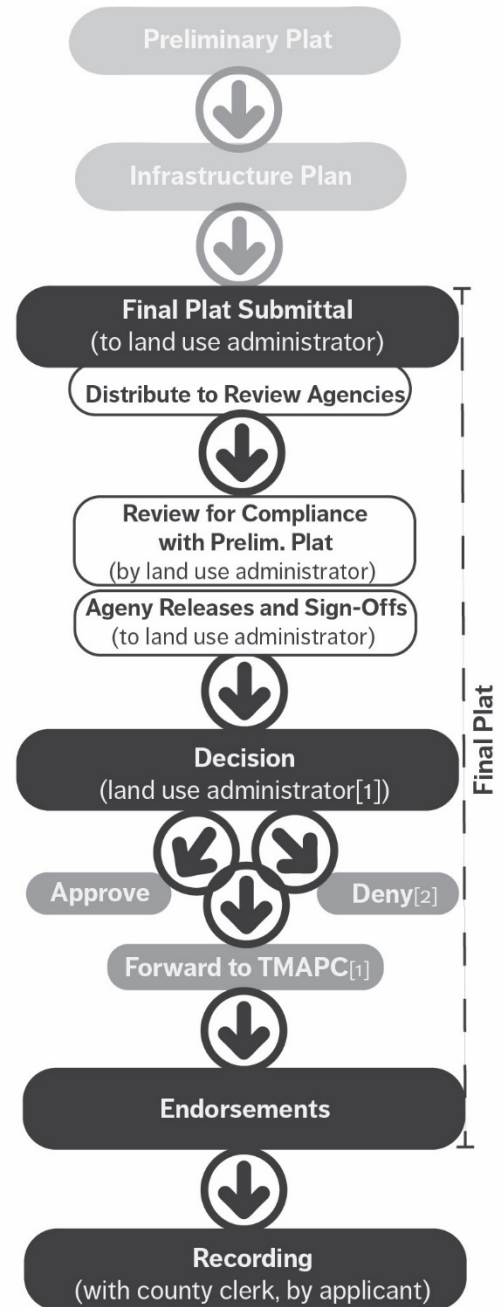 Preliminary Plat
Infrastructure Plan
Final Plat Submittal
(to land use administrator)
Distribute to Review Agencies
Review for Compliance
with Prelim. Plat
(by land use administrator)
Ageny Releases and Sign-Offs
(to land use administrator)
Decision
(land use administrator[1])
Approve
Deny[2]
Forward to TMAPC[1]
Endorsements
Recording
(with county clerk, by applicant)
Final Plat